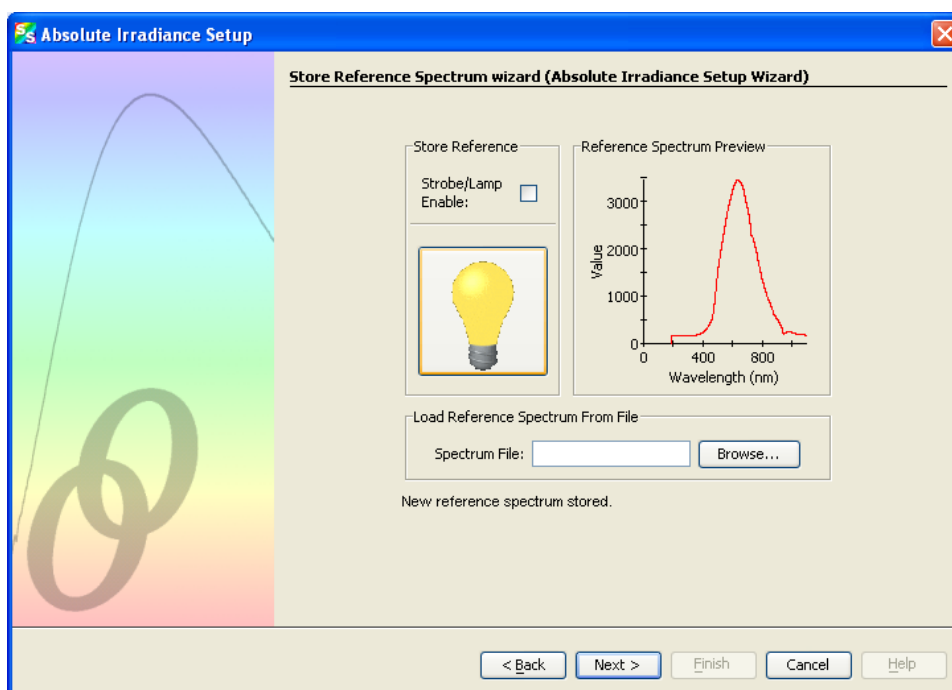 Absolute Irradiance Setup
Store Reference Spectrum wizard (Absolute Irradiance Setup Wizard)
Store Reference
Strobe/Lamp
Enable:
Reference Spectrum Preview
Value
3000
2000
1000
0
0
400
800
Wavelength (nm)
Load Reference Spectrum From File
Spectrum File:
Browse...
New reference spectrum stored.
< Back
Next >
Finish
Cancel
Help